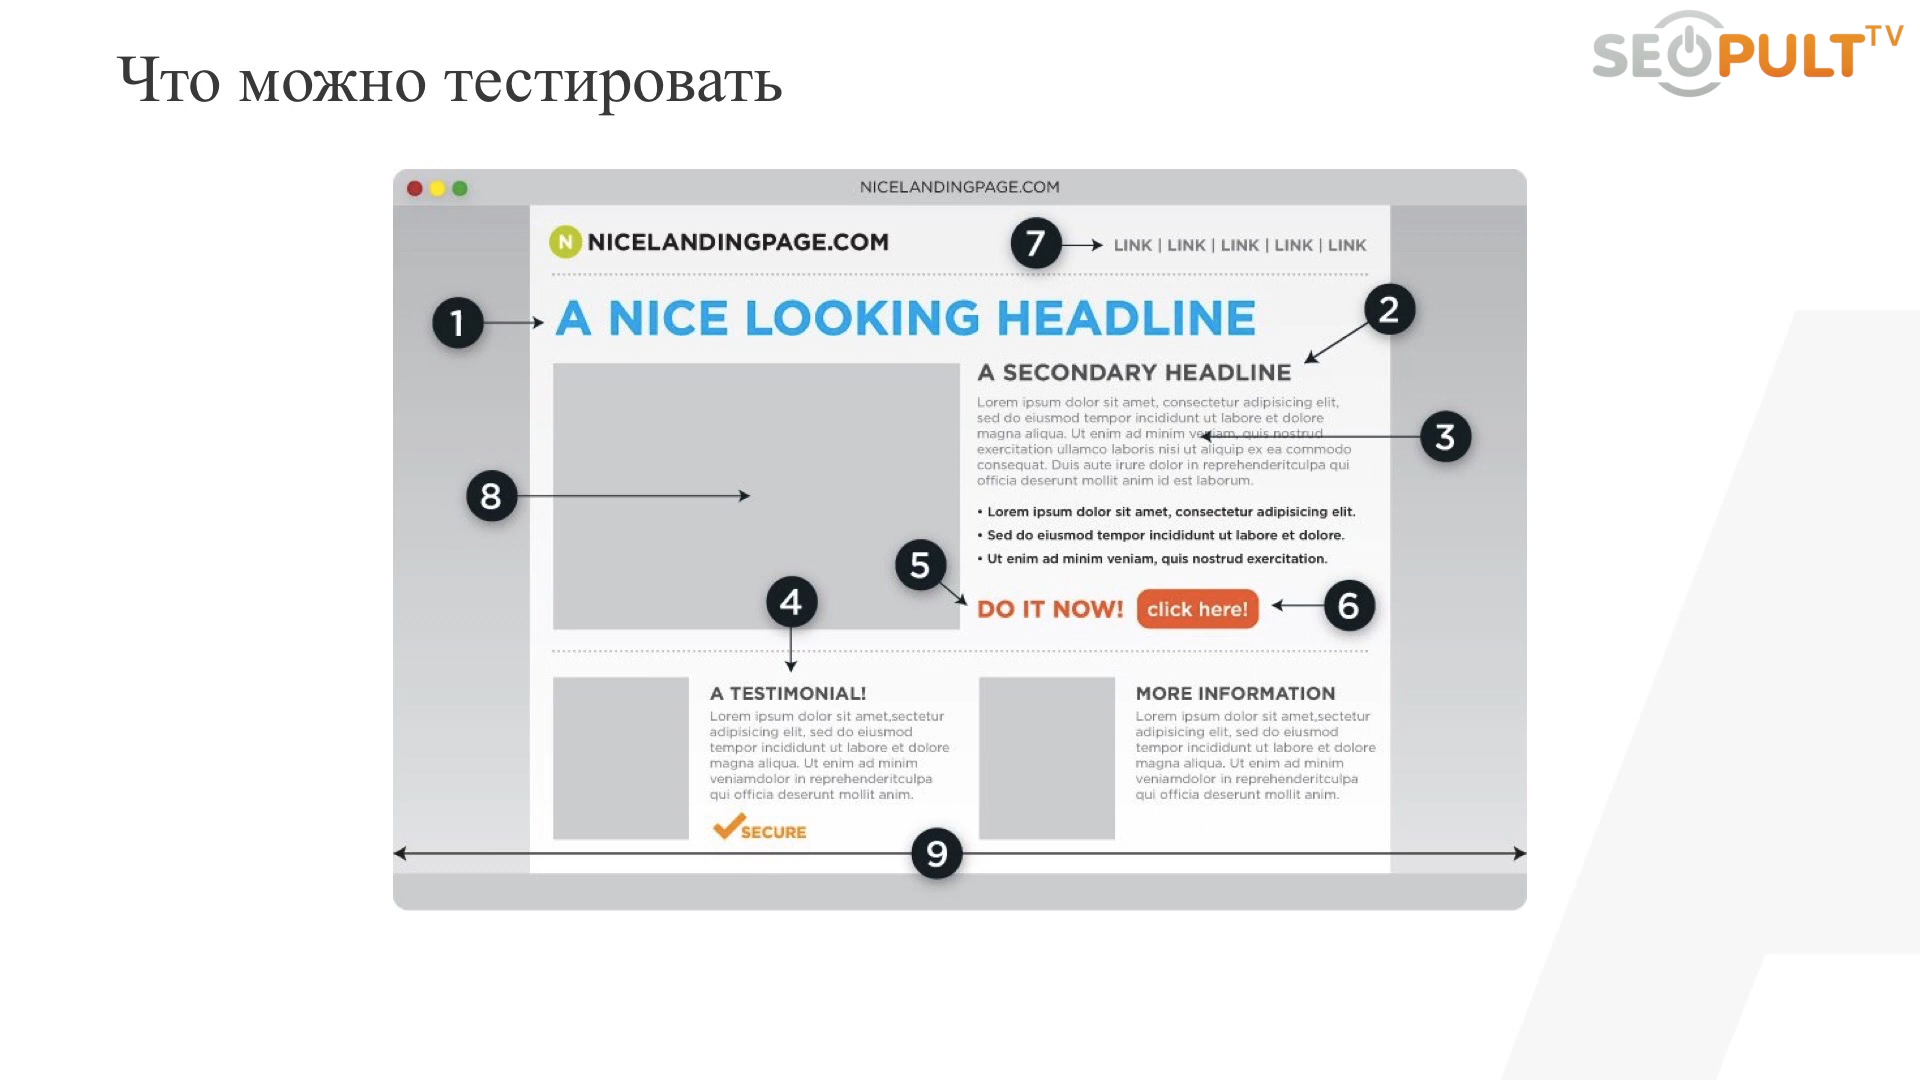 Что можно тестировать
SEOPULT TV
NICELANDINGPAGE.COM
N NICELANDINGPAGE.COM
7
LINK | LINK | LINK | LINK | LINK
1
A NICE LOOKING HEADLINE
2
A SECONDARY HEADLINE
Lorem ipsum dolor sit amet, consectetur adipisicing elit,
sed do eiusmod tempor incididunt ut labore et dolore
magna aliqua. Ut enim ad minim veniam, quis nostrud
exercitation ullamco laboris nisi ut aliquip ex ea commodo
consequat. Duis aute irure dolor in reprehenderitculpa qui
officia deserunt mollit anim id est laborum.
3
8
• Lorem ipsum dolor sit amet, consectetur adipisicing elit.
• Sed do eiusmod tempor incididunt ut labore et dolore.
• Ut enim ad minim veniam, quis nostrud exercitation.
5
4
DO IT NOW! click here!
6
A TESTIMONIAL!
Lorem ipsum dolor sit amet,sectetur
adipisicing elit, sed do eiusmod
tempor incididunt ut labore et dolore
magna aliqua. Ut enim ad minim
veniamdolor in reprehenderitculpa
qui officia deserunt mollit anim.
SECURE
MORE INFORMATION
Lorem ipsum dolor sit amet,sectetur
adipisicing elit, sed do eiusmod
tempor incididunt ut labore et dolore
magna aliqua. Ut enim ad minim
veniamdolor in reprehenderitculpa
qui officia deserunt mollit anim.
9